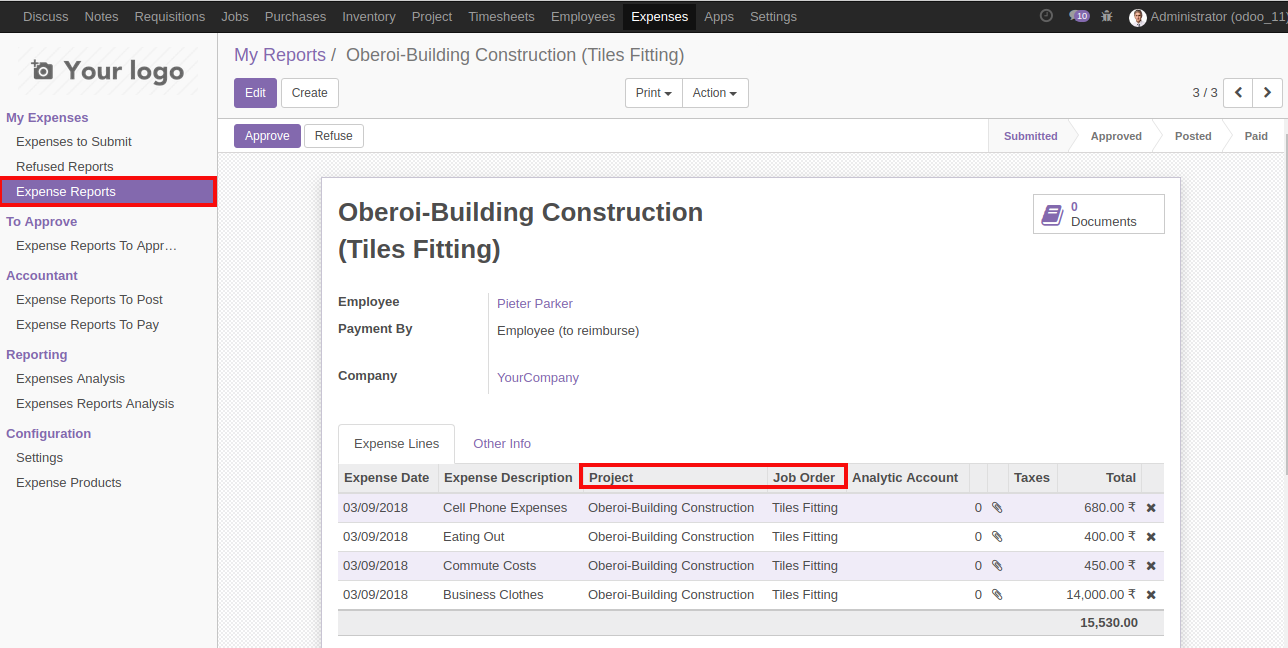 Discuss Notes Requisitions Jobs Purchases Inventory Project Timesheets Employees Expenses Apps Settings 10 Administrator (odoo_11)
Your logo
My Reports / Oberoi-Building Construction (Tiles Fitting)
Edit Create Print Action 3 / 3
My Expenses
Expenses to Submit
Refused Reports
Expense Reports
To Approve
Expense Reports To Appr…
Accountant
Expense Reports To Post
Expense Reports To Pay
Reporting
Expenses Analysis
Expenses Reports Analysis
Configuration
Settings
Expense Products
Approve Refuse Submitted Approved Posted Paid
Oberoi-Building Construction
(Tiles Fitting)
0
Documents
Employee Pieter Parker
Payment By Employee (to reimburse)
Company YourCompany
Expense Lines Other Info
Expense Date Expense Description Project Job Order Analytic Account Taxes Total
03/09/2018 Cell Phone Expenses Oberoi-Building Construction Tiles Fitting 0 680.00 ₹
03/09/2018 Eating Out Oberoi-Building Construction Tiles Fitting 0 400.00 ₹
03/09/2018 Commute Costs Oberoi-Building Construction Tiles Fitting 0 450.00 ₹
03/09/2018 Business Clothes Oberoi-Building Construction Tiles Fitting 0 14,000.00 ₹
15,530.00